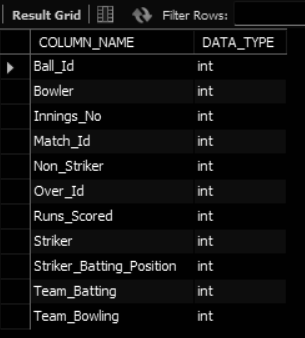 Result Grid Filter Rows:
COLUMN_NAME DATA_TYPE
Ball_Id int
Bowler int
Innings_No int
Match_Id int
Non_Striker int
Over_Id int
Runs_Scored int
Striker int
Striker_Batting_Position int
Team_Batting int
Team_Bowling int